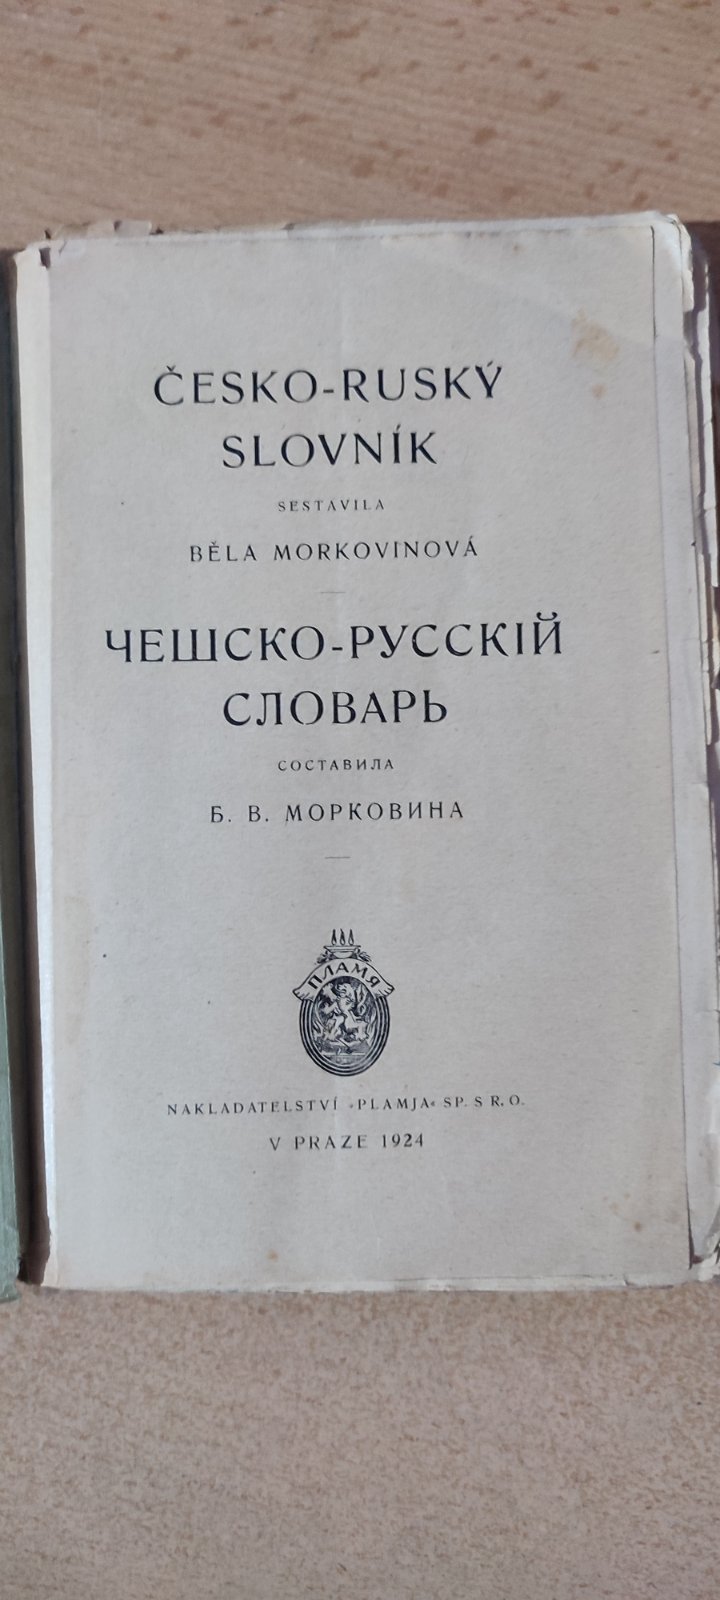 ČESKO-RUSKÝ
SLOVNÍK
SESTAVILA
BĚLA MORKOVINOVÁ
ЧЕШСКО-РУССКІЙ
СЛОВАРЬ
СОСТАВИЛА
Б. В. МОРКОВИНА
ПЛАМЯ
NAKLADATELSTVÍ »PLAMJA« SP. S R. O.
V PRAZE 1924